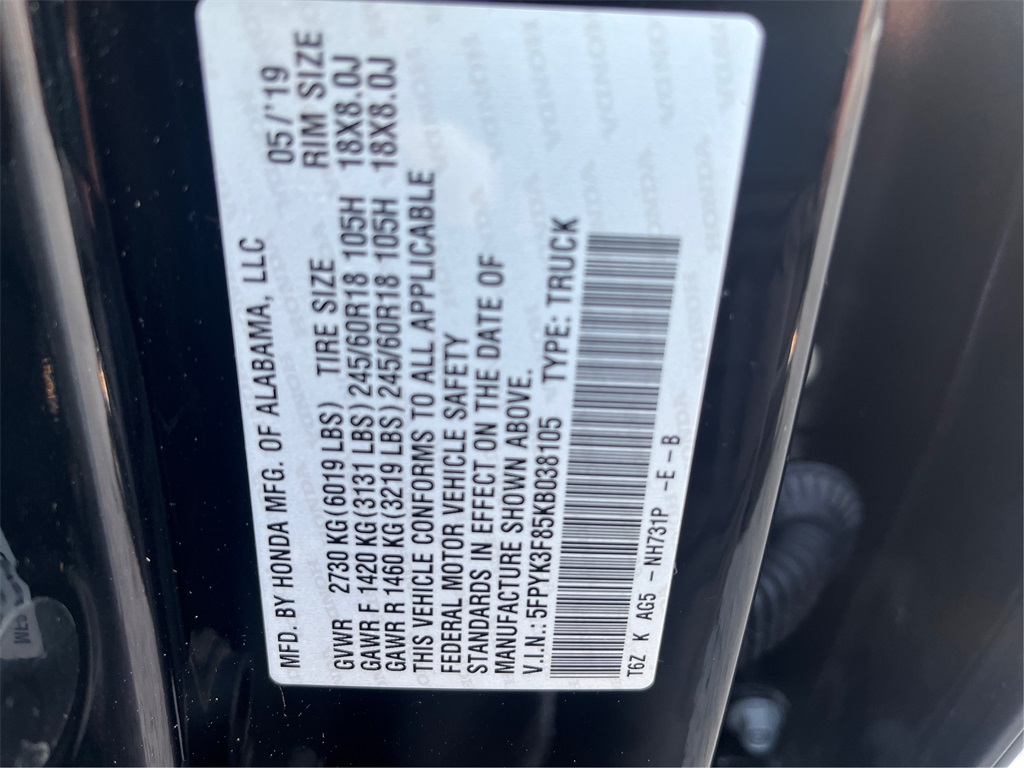 MFD. BY HONDA MFG. OF ALABAMA, LLC 05/'19
GVWR 2730 KG (6019 LBS) TIRE SIZE RIM SIZE
GAWR F 1420 KG (3131 LBS) 245/60R18 105H 18X8.0J
GAWR R 1460 KG (3219 LBS) 245/60R18 105H 18X8.0J
THIS VEHICLE CONFORMS TO ALL APPLICABLE
FEDERAL MOTOR VEHICLE SAFETY
STANDARDS IN EFFECT ON THE DATE OF
MANUFACTURE SHOWN ABOVE.
V.I.N.: 5FPYK3F85KB038105 TYPE: TRUCK
T6Z K AG5 - NH731P -E - B